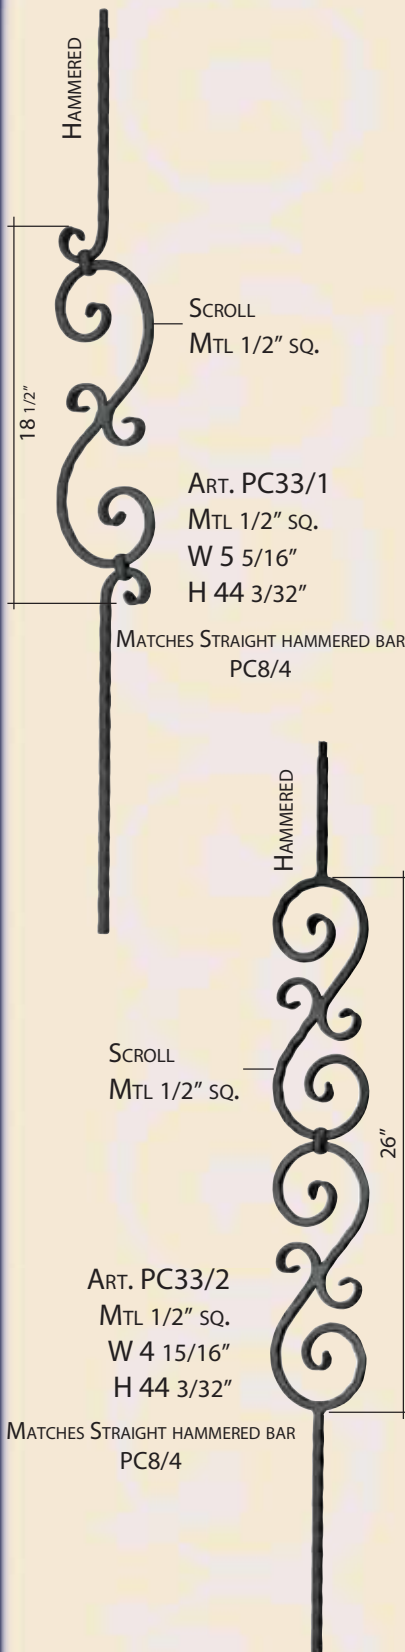 Hammered
Scroll
Mtl 1/2" sq.
18 1/2"
Art. PC33/1
Mtl 1/2" sq.
W 5 5/16"
H 44 3/32"
Matches Straight hammered bar
PC8/4
Hammered
Scroll
Mtl 1/2" sq.
26"
Art. PC33/2
Mtl 1/2" sq.
W 4 15/16"
H 44 3/32"
Matches Straight hammered bar
PC8/4